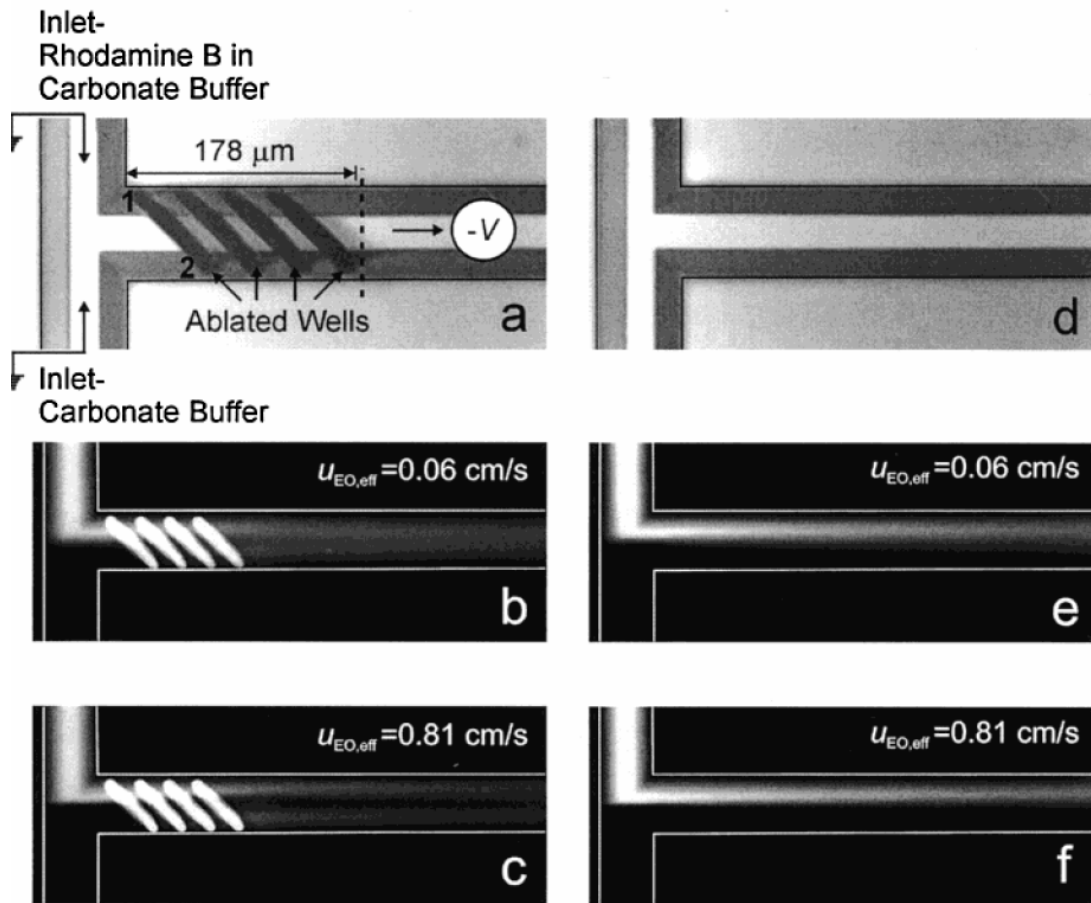 Inlet-
Rhodamine B in
Carbonate Buffer
178 μm
1
-V
2
Ablated Wells
a
d
Inlet-
Carbonate Buffer
uEO,eff=0.06 cm/s
b
uEO,eff=0.06 cm/s
e
uEO,eff=0.81 cm/s
c
uEO,eff=0.81 cm/s
f